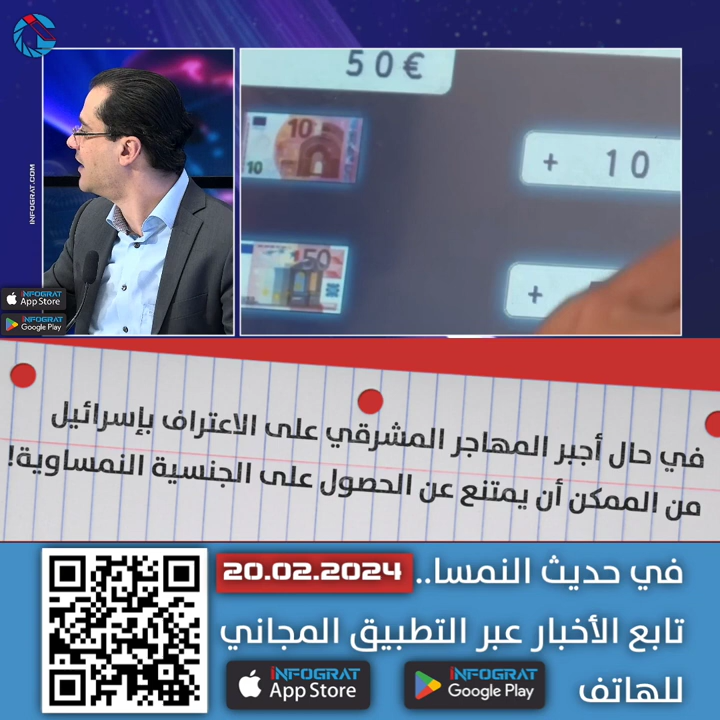 50€
10
10
+ 10
50
+
INFOGRAT.COM
INFOGRAT
App Store
INFOGRAT
Google Play
في حال أجبر المهاجر المشرقي على الاعتراف بإسرائيل
من الممكن أن يمتنع عن الحصول على الجنسية النمساوية!
في حديث النمسا.. 20.02.2024
تابع الأخبار عبر التطبيق المجاني
للهاتف
INFOGRAT
Google Play
INFOGRAT
App Store